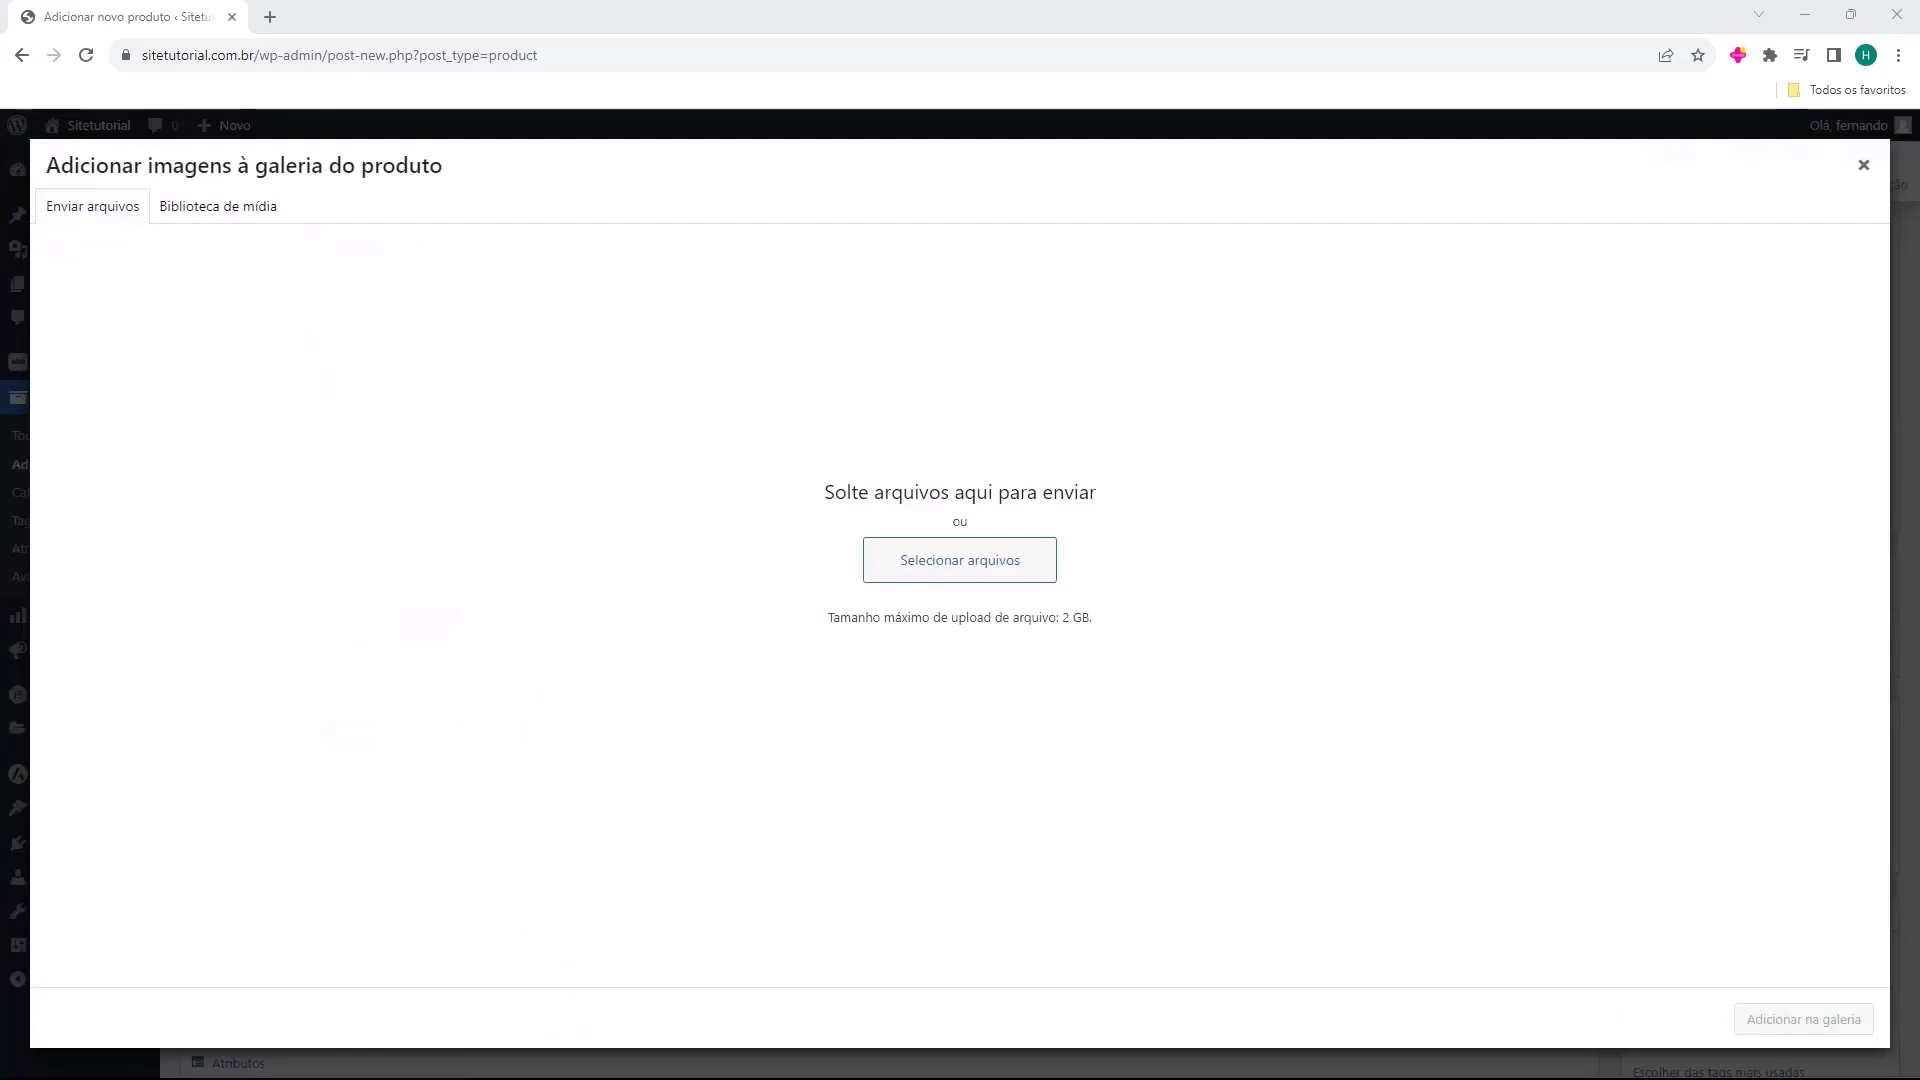 Adicionar novo produto ‹ Sitetu
sitetutorial.com.br/wp-admin/post-new.php?post_type=product
H
Todos os favoritos
Sitetutorial 0 Novo
Olá, fernando
Adicionar imagens à galeria do produto
Enviar arquivos Biblioteca de mídia
Ad
Solte arquivos aqui para enviar
ou
Selecionar arquivos
Tamanho máximo de upload de arquivo: 2 GB.
Adicionar na galeria
Atributos
Escolher das tags mais usadas